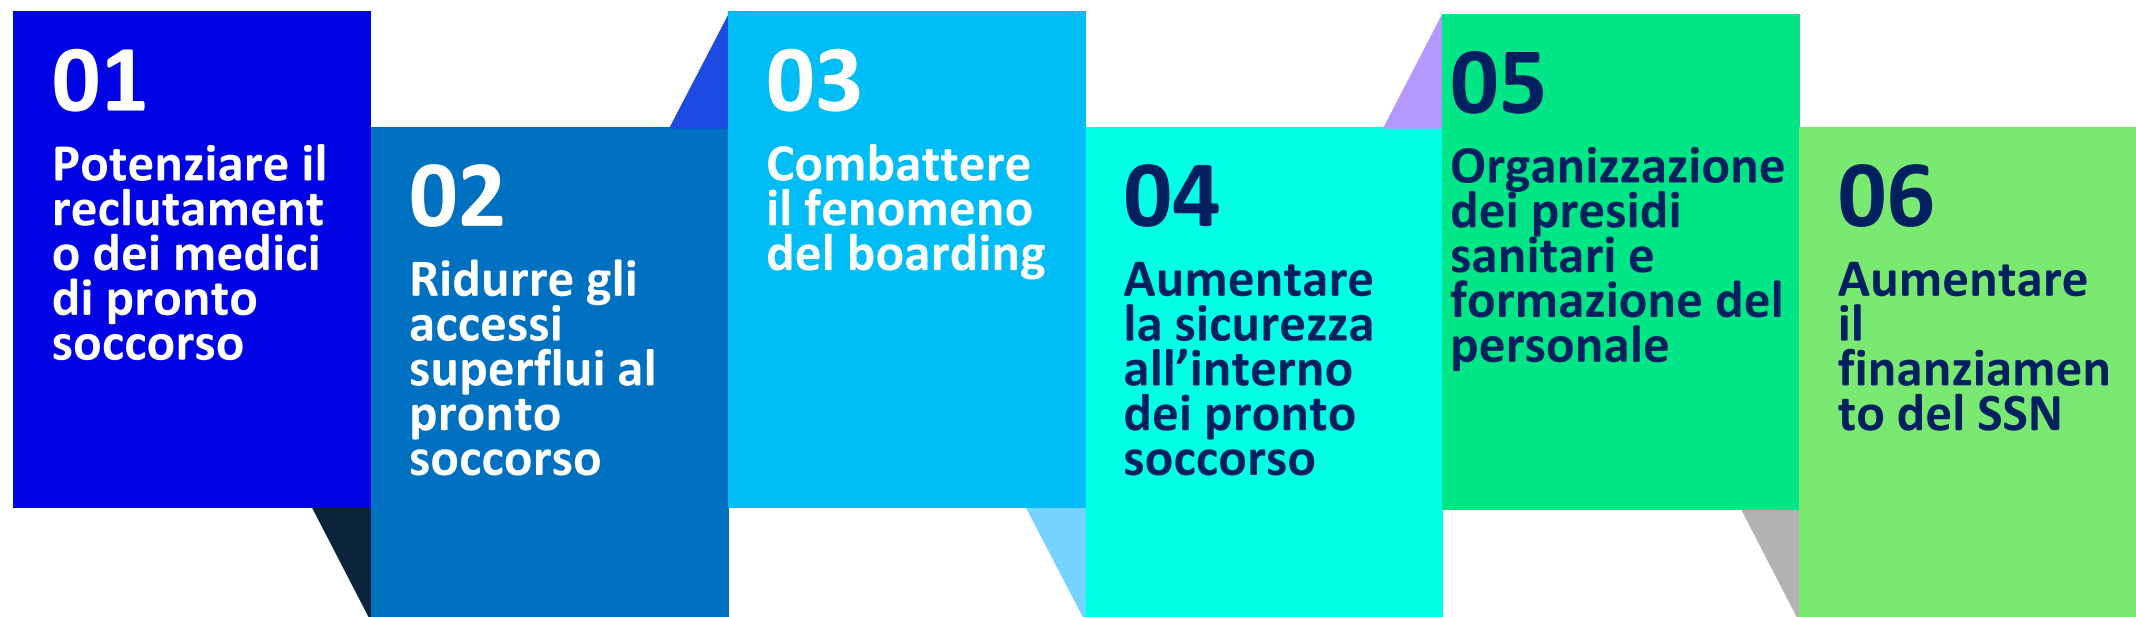 01
Potenziare il
reclutament
o dei medici
di pronto
soccorso
02
Ridurre gli
accessi
superflui al
pronto
soccorso
03
Combattere
il fenomeno
del boarding
04
Aumentare
la sicurezza
all’interno
dei pronto
soccorso
05
Organizzazione
dei presidi
sanitari e
formazione del
personale
06
Aumentare
il
finanziamen
to del SSN